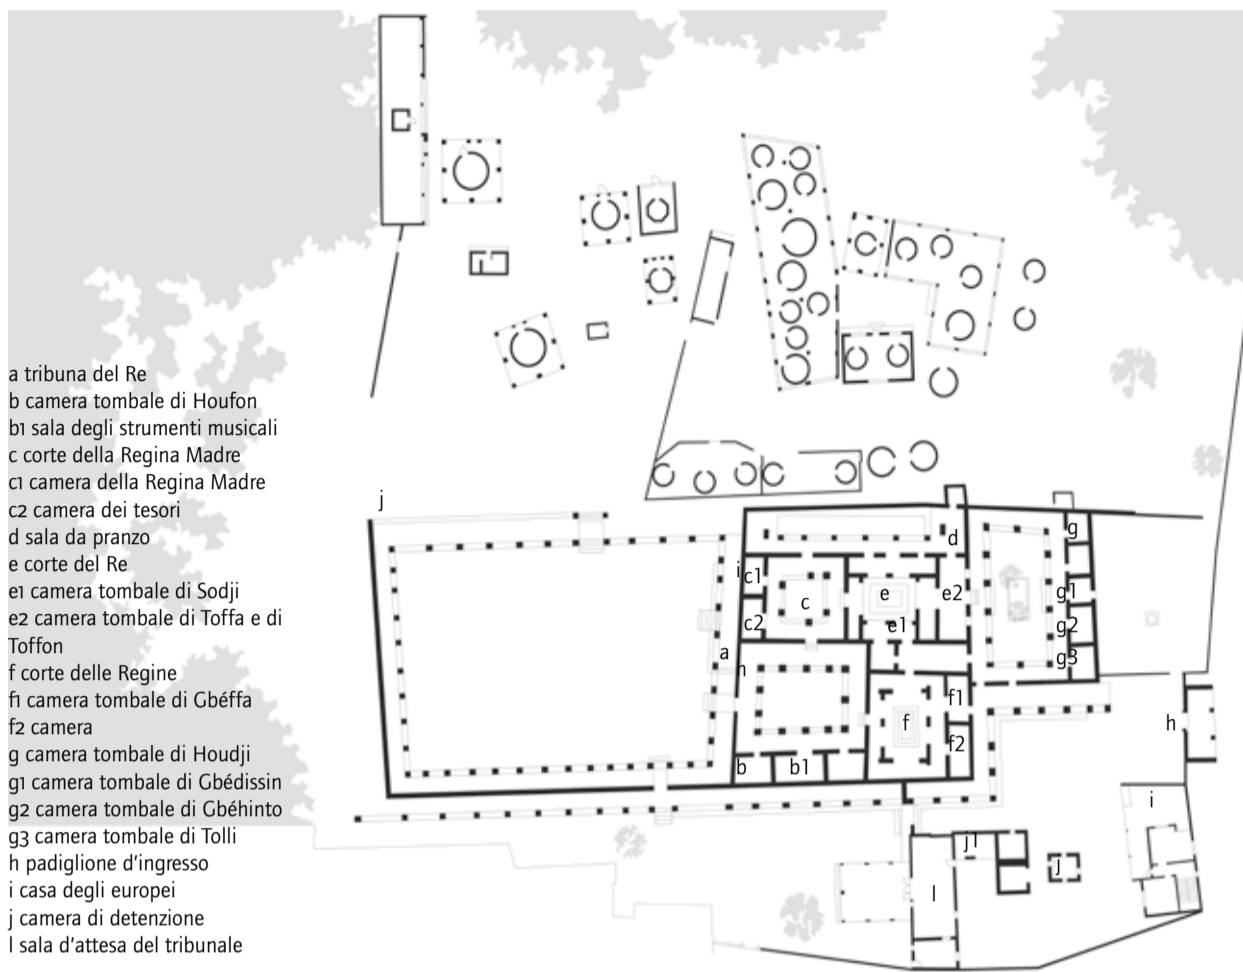 a tribuna del Re
b camera tombale di Houfon
b1 sala degli strumenti musicali
c corte della Regina Madre
c1 camera della Regina Madre
c2 camera dei tesori
d sala da pranzo
e corte del Re
e1 camera tombale di Sodji
e2 camera tombale di Toffa e di
Toffon
f corte delle Regine
f1 camera tombale di Gbéffa
f2 camera
g camera tombale di Houdji
g1 camera tombale di Gbédissin
g2 camera tombale di Gbéhinto
g3 camera tombale di Tolli
h padiglione d'ingresso
i casa degli europei
j camera di detenzione
l sala d'attesa del tribunale
j
g
d
i
c1
c
e
e2
g1
c2
e1
g2
a
g3
h
f1
f
h
f2
b
b1
i
j1
j
l